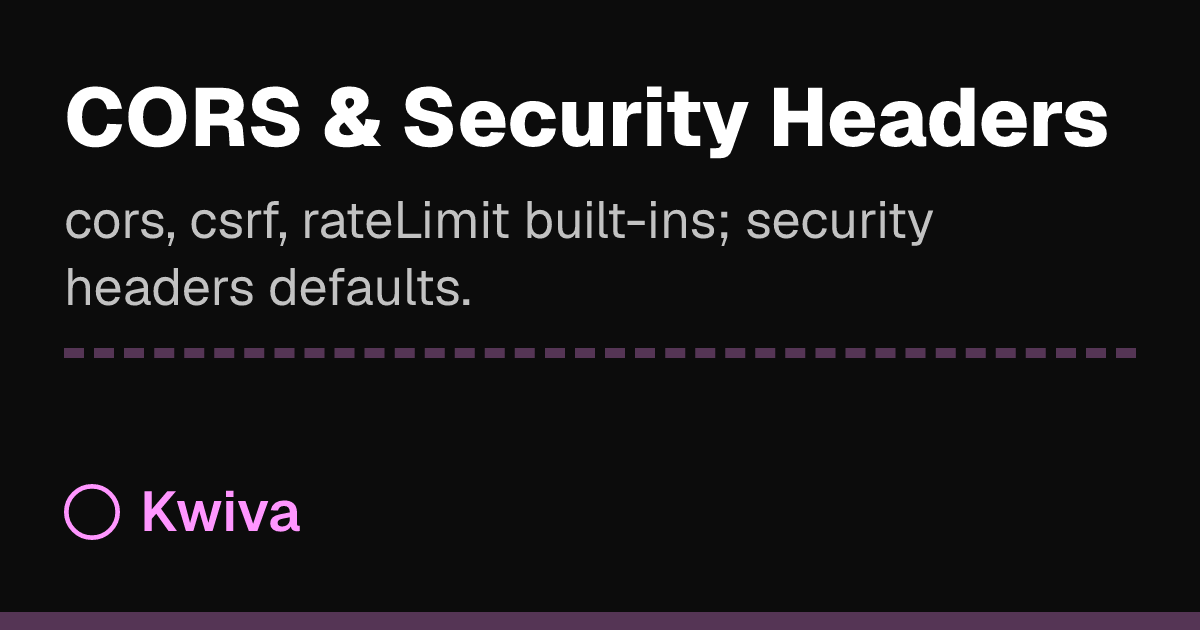 CORS & Security Headers
cors, csrf, rateLimit built-ins; security
headers defaults.
Kwiva